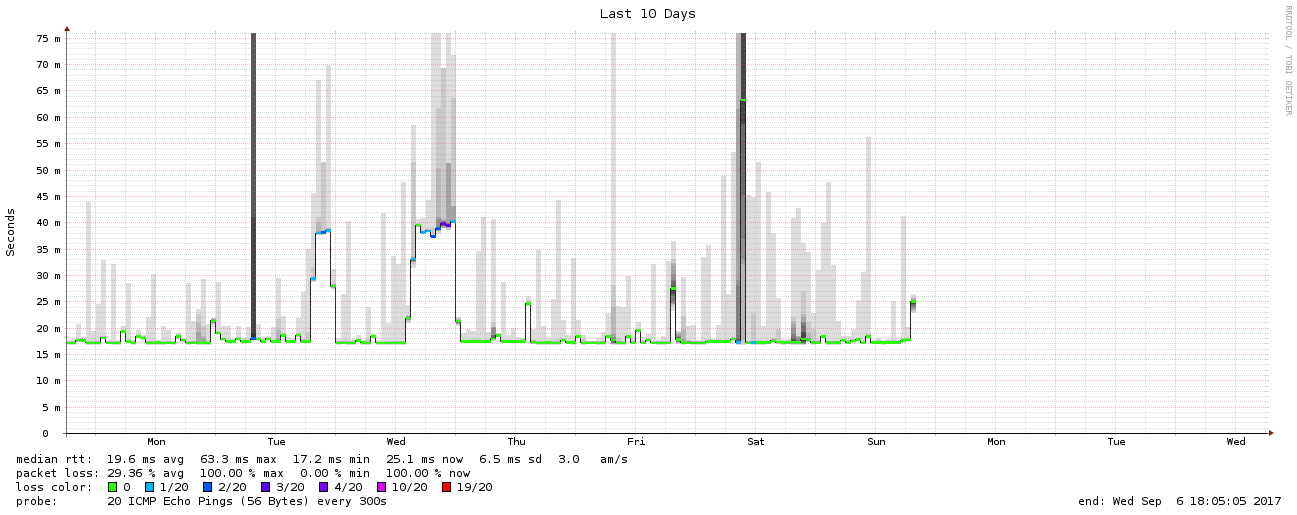 Last 10 Days
RRDTOOL / TOBI OETIKER
Seconds
75 m
70 m
65 m
60 m
55 m
50 m
45 m
40 m
35 m
30 m
25 m
20 m
15 m
10 m
5 m
0
Mon Tue Wed Thu Fri Sat Sun Mon Tue Wed
median rtt: 19.6 ms avg 63.3 ms max 17.2 ms min 25.1 ms now 6.5 ms sd 3.0 am/s
packet loss: 29.36 % avg 100.00 % max 0.00 % min 100.00 % now
loss color: 0 1/20 2/20 3/20 4/20 10/20 19/20
probe: 20 ICMP Echo Pings (56 Bytes) every 300s end: Wed Sep 6 18:05:05 2017